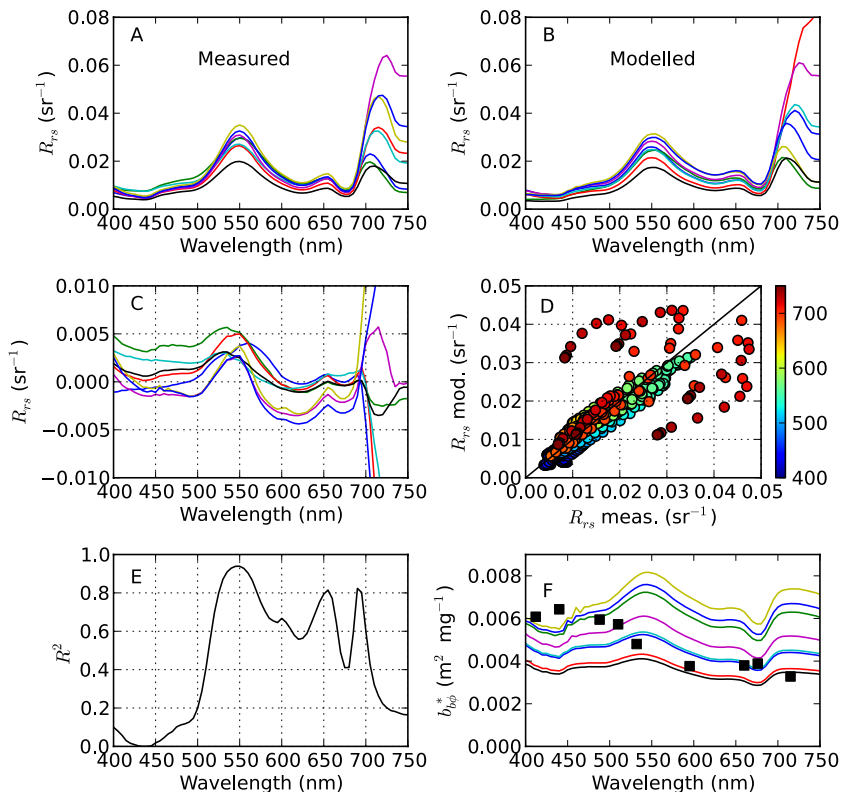 A
Measured
0.08
0.06
0.04
0.02
0.00
R_rs (sr⁻¹)
400 450 500 550 600 650 700 750
Wavelength (nm)
B
Modelled
0.08
0.06
0.04
0.02
0.00
R_rs (sr⁻¹)
400 450 500 550 600 650 700 750
Wavelength (nm)
C
0.010
0.005
0.000
−0.005
−0.010
R_rs (sr⁻¹)
400 450 500 550 600 650 700 750
Wavelength (nm)
D
0.05
0.04
0.03
0.02
0.01
0.00
R_rs mod. (sr⁻¹)
0.00 0.01 0.02 0.03 0.04 0.05
R_rs meas. (sr⁻¹)
700
600
500
400
E
1.0
0.8
0.6
0.4
0.2
0.0
R²
400 450 500 550 600 650 700 750
Wavelength (nm)
F
0.008
0.006
0.004
0.002
0.000
b*_bϕ (m² mg⁻¹)
400 450 500 550 600 650 700 750
Wavelength (nm)